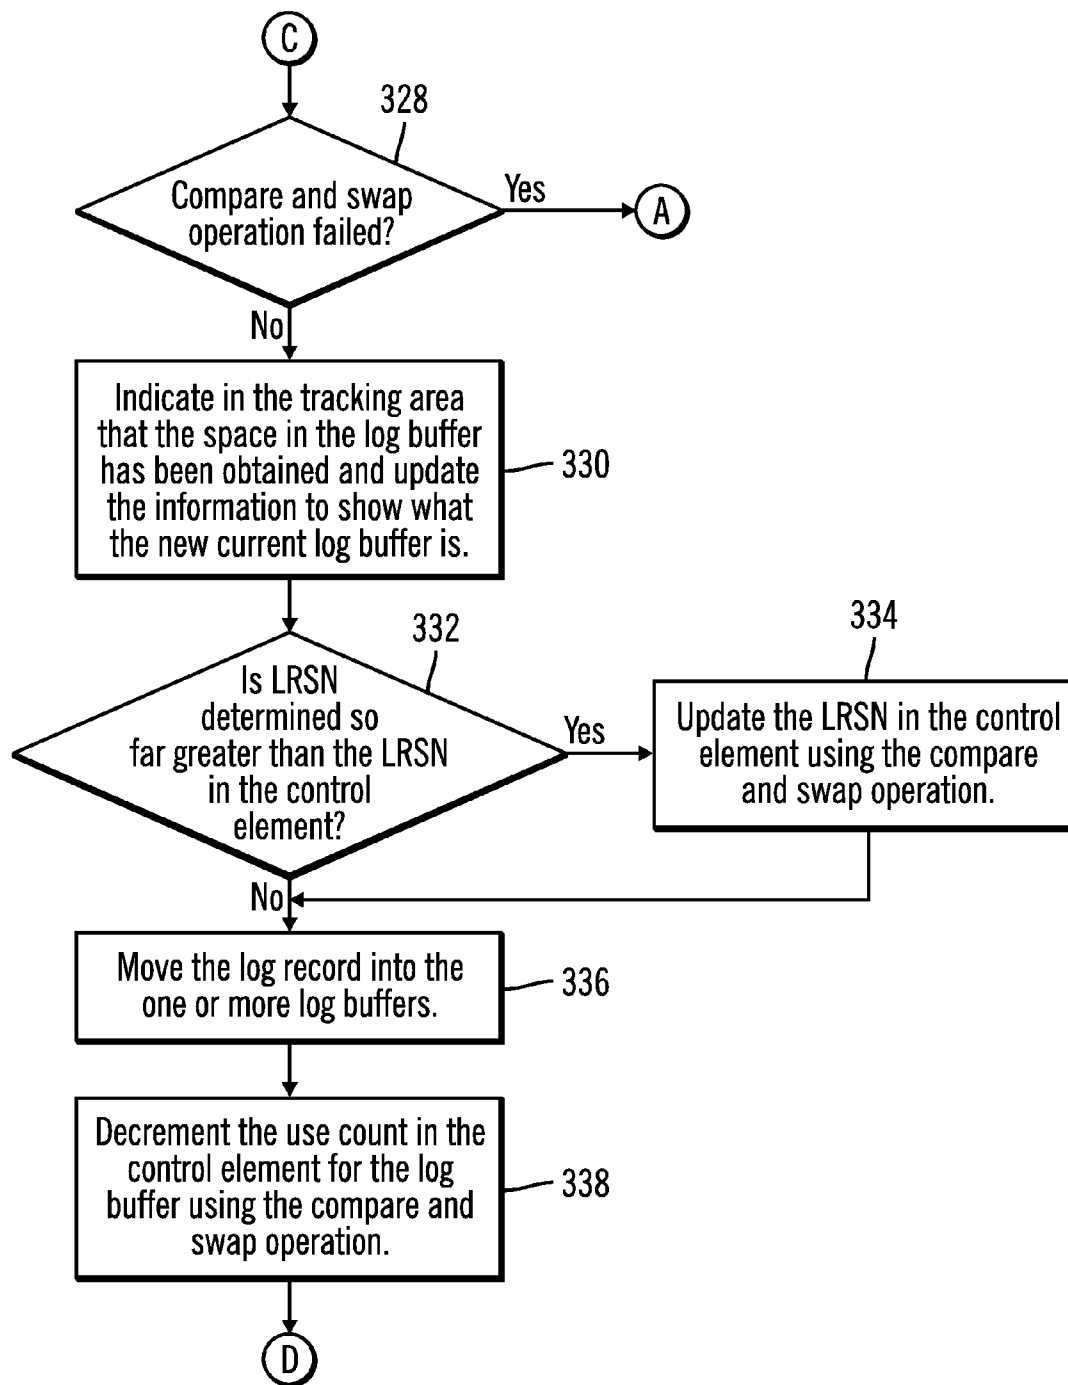 C
328
Compare and swap
operation failed?
Yes
A
No
Indicate in the tracking area
that the space in the log buffer
has been obtained and update
the information to show what
the new current log buffer is.
330
332
Is LRSN
determined so
far greater than the LRSN
in the control
element?
Yes
334
Update the LRSN in the control
element using the compare
and swap operation.
No
Move the log record into the
one or more log buffers.
336
Decrement the use count in the
control element for the log
buffer using the compare and
swap operation.
338
D